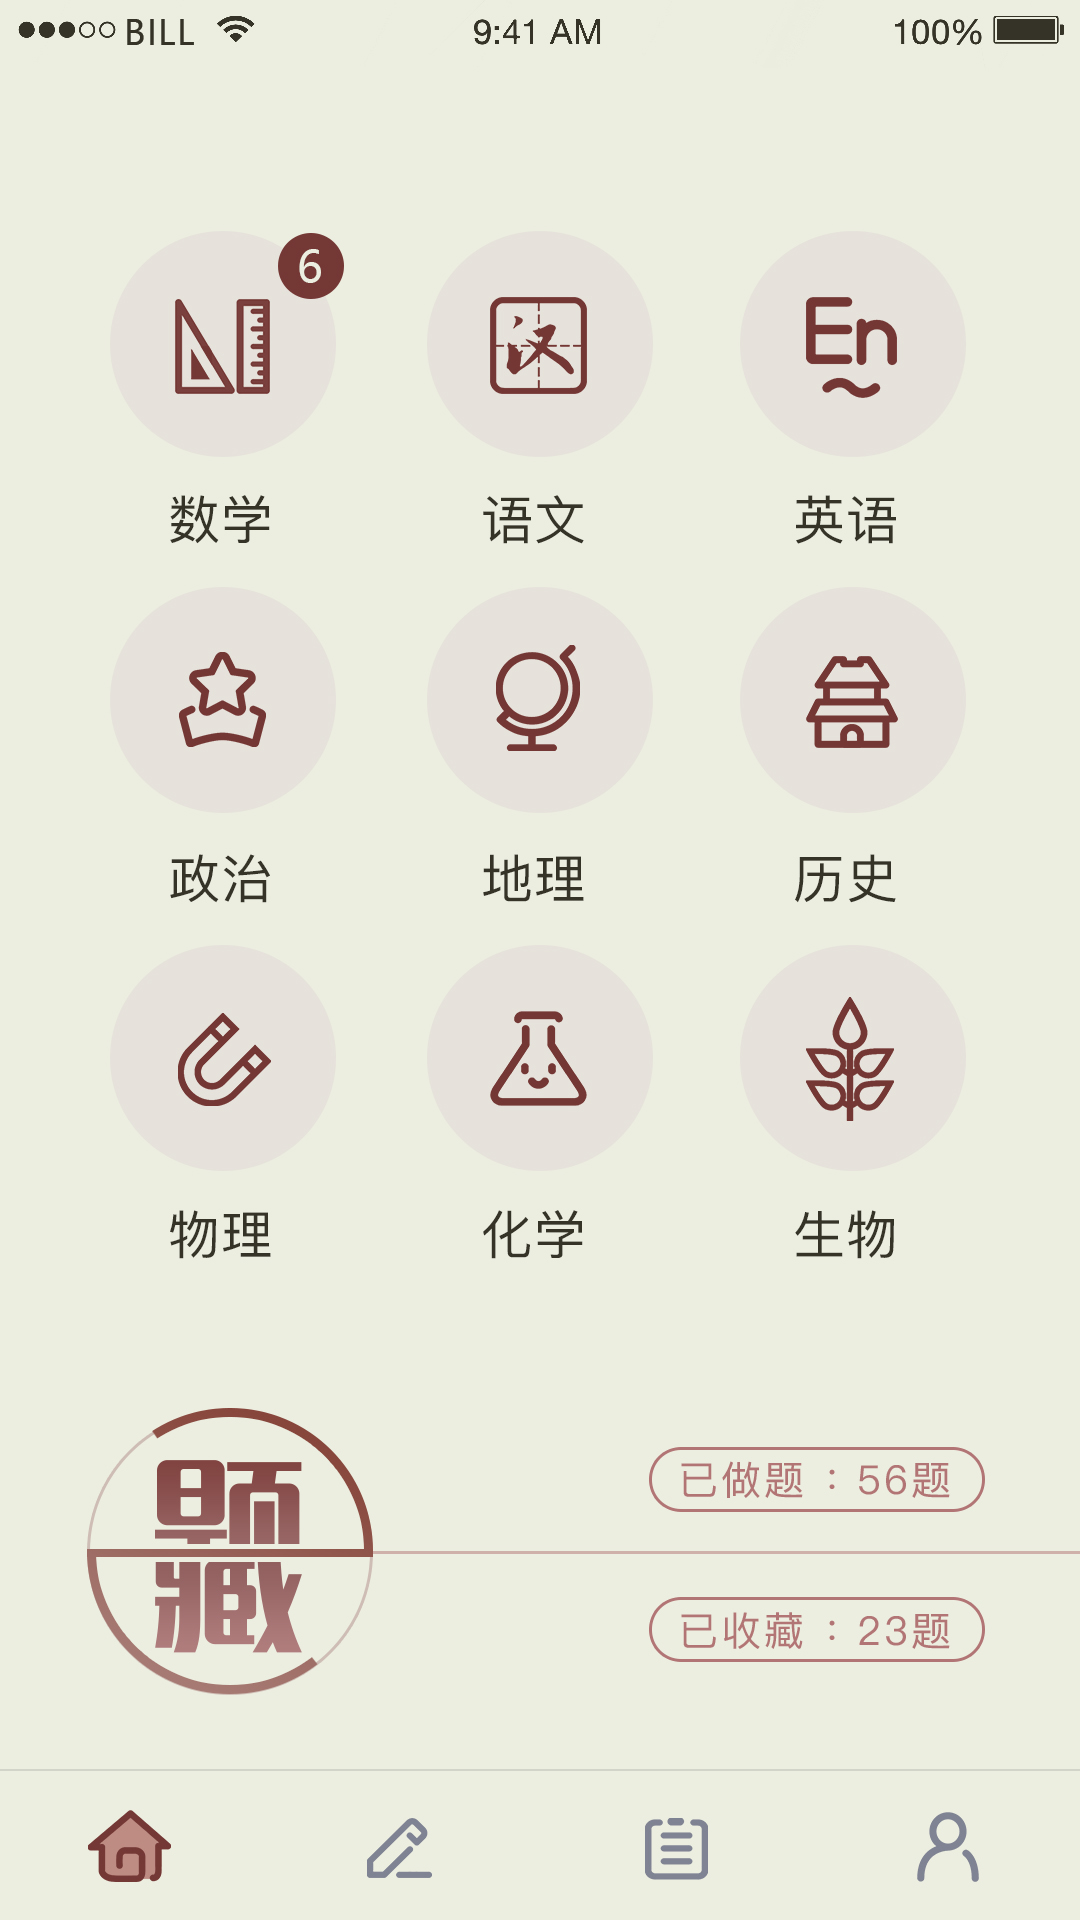 BILL 9:41 AM 100%
6
汉 En
数学 语文 英语
政治 地理 历史
物理 化学 生物
题
藏
已做题：56题
已收藏：23题